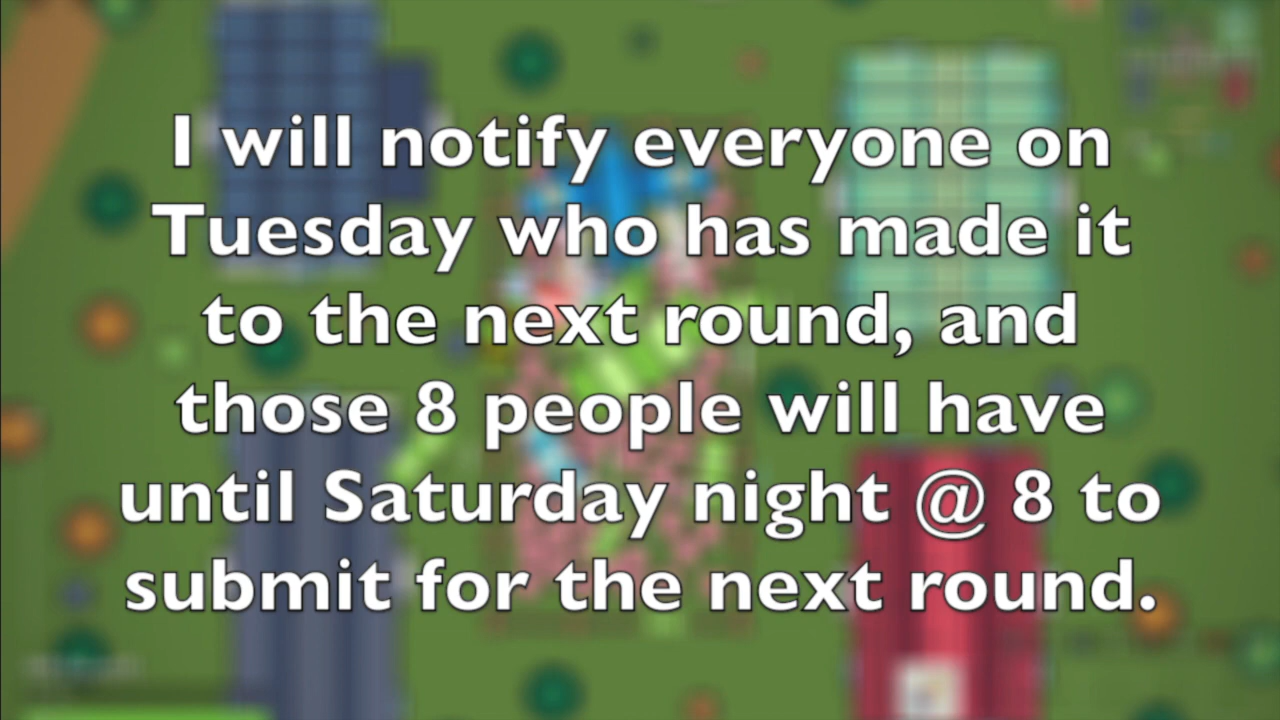 I will notify everyone on
Tuesday who has made it
to the next round, and
those 8 people will have
until Saturday night @ 8 to
submit for the next round.